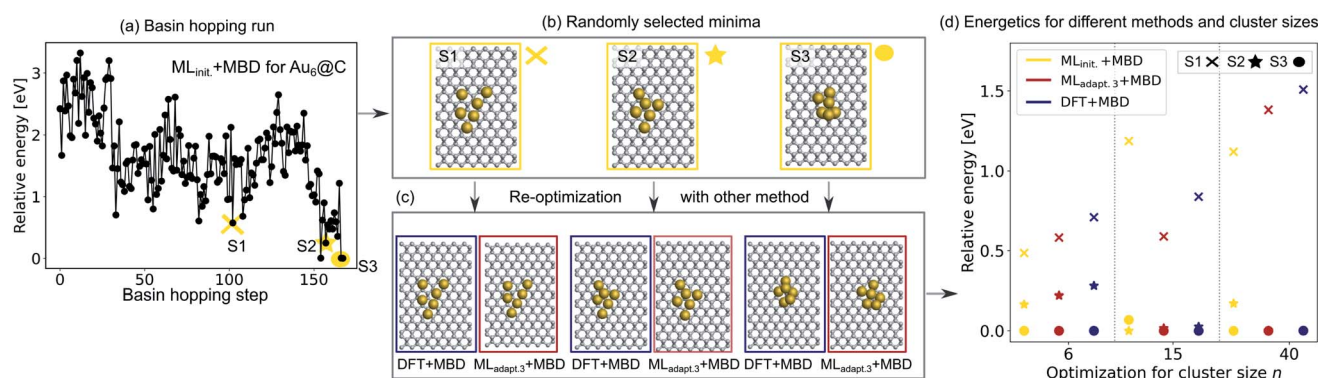 (a) Basin hopping run
ML_init.+MBD for Au₆@C
Relative energy [eV]
3
2
1
0
0
50
100
150
Basin hopping step
S1
S2
S3
(b) Randomly selected minima
S1
S2
S3
(c)
Re-optimization
with other method
DFT+MBD
ML_adapt.3+MBD
DFT+MBD
ML_adapt.3+MBD
DFT+MBD
ML_adapt.3+MBD
(d) Energetics for different methods and cluster sizes
ML_init.+MBD
ML_adapt. 3+MBD
DFT+MBD
S1 S2 S3
Relative energy [eV]
1.5
1.0
0.5
0.0
6
15
40
Optimization for cluster size n